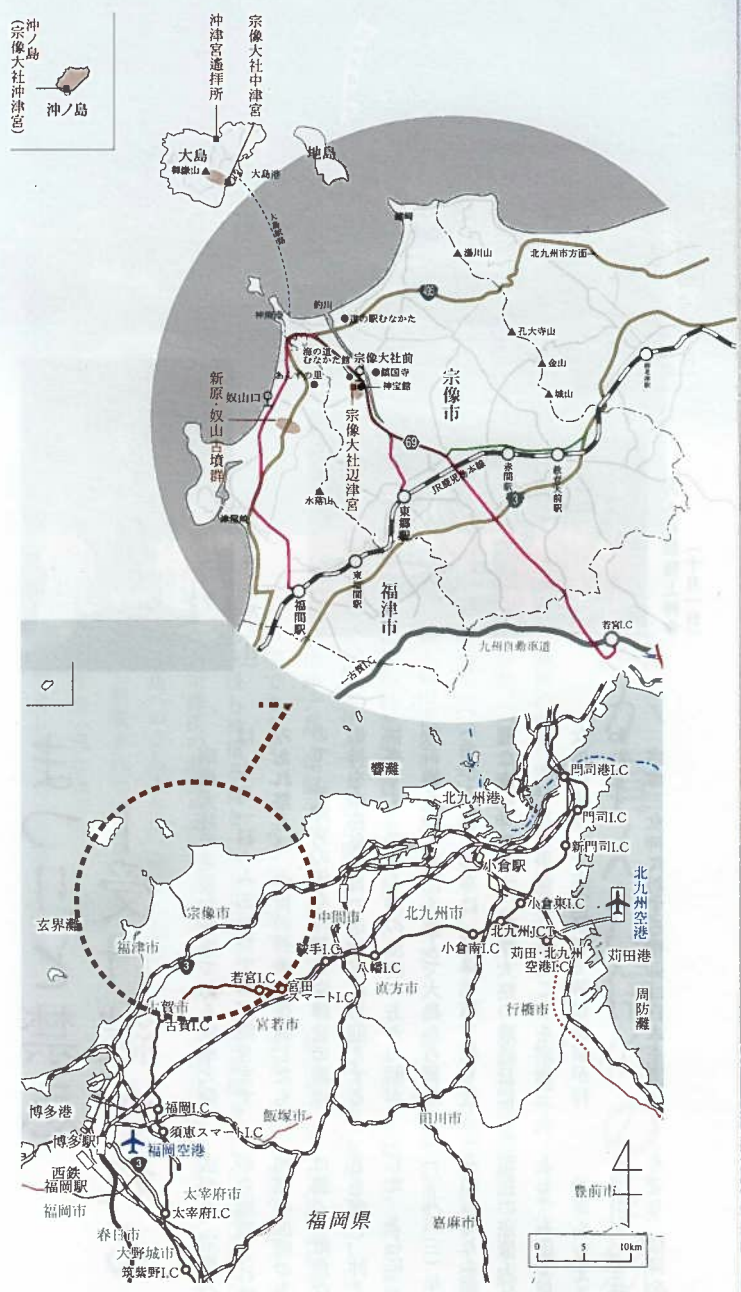 沖ノ島
(宗像大社沖津宮)
沖ノ島
沖津宮遙拝所
宗像大社中津宮
大島
御嶽山
大島港
地島
鐘崎
湯川山
北九州市方面
釣川
神湊港
道の駅むなかた
孔大寺山
海の道
むなかた館
宗像大社前
鎮国寺
神宝館
金山
城山
宗像市
あんずの里
奴山口
新原・奴山古墳群
宗像大社辺津宮
69
JR鹿児島本線
赤間駅
教育大前駅
3
水落山
東郷駅
東福間駅
福間駅
福津市
若宮I.C
九州自動車道
古賀I.C
響灘
北九州港
門司港I.C
門司I.C
新門司I.C
小倉駅
北九州空港
玄界灘
宗像市
中間市
北九州市
小倉東I.C
北九州JCT
小倉南I.C
苅田・北九州
空港I.C
苅田港
福津市
3
鞍手I.C
八幡I.C
直方市
周防灘
若宮I.C
宮田
スマートI.C
古賀市
古賀I.C
宮若市
行橋市
博多港
福岡I.C
飯塚市
田川市
博多駅
須恵スマートI.C
福岡空港
3
西鉄
福岡駅
福岡市
太宰府市
太宰府I.C
福岡県
嘉麻市
豊前市
春日市
大野城市
筑紫野I.C
0 5 10km